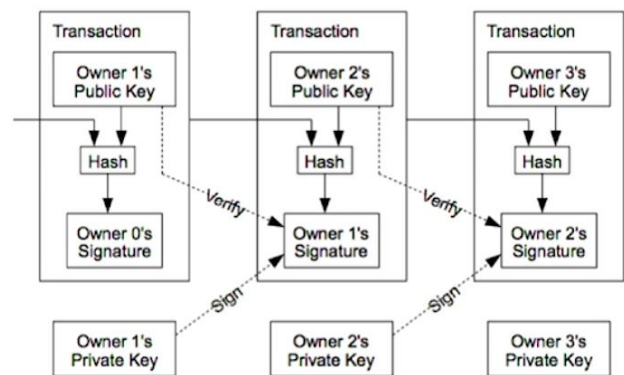 Transaction
Owner 1's
Public Key
Hash
Owner 0's
Signature
Transaction
Owner 2's
Public Key
Hash
Verify
Owner 1's
Signature
Transaction
Owner 3's
Public Key
Hash
Verify
Owner 2's
Signature
Sign
Sign
Owner 1's
Private Key
Owner 2's
Private Key
Owner 3's
Private Key